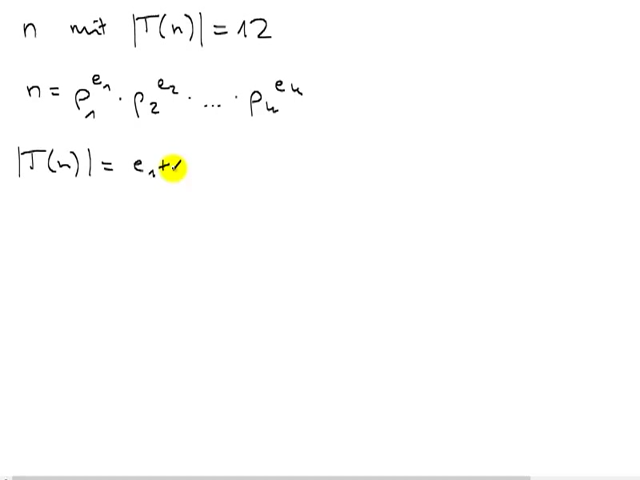 n mit |T(n)| = 12
n = p₁^e₁ · p₂^e₂ · ... · pₖ^eₖ
|T(n)| = e₁+1